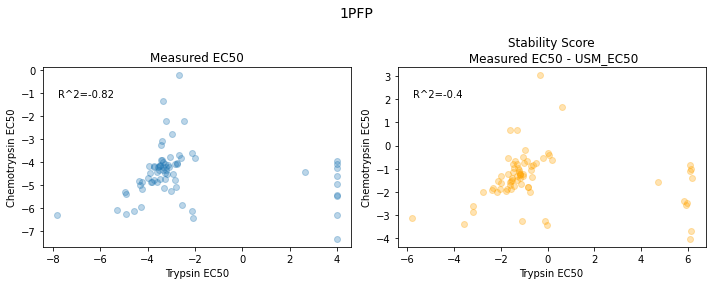 1PFP
Measured EC50
R^2=-0.82
Chemotrypsin EC50
0
−1
−2
−3
−4
−5
−6
−7
−8 −6 −4 −2 0 2 4
Trypsin EC50
Stability Score
Measured EC50 - USM_EC50
R^2=-0.4
Chemotrypsin EC50
3
2
1
0
−1
−2
−3
−4
−6 −4 −2 0 2 4 6
Trypsin EC50